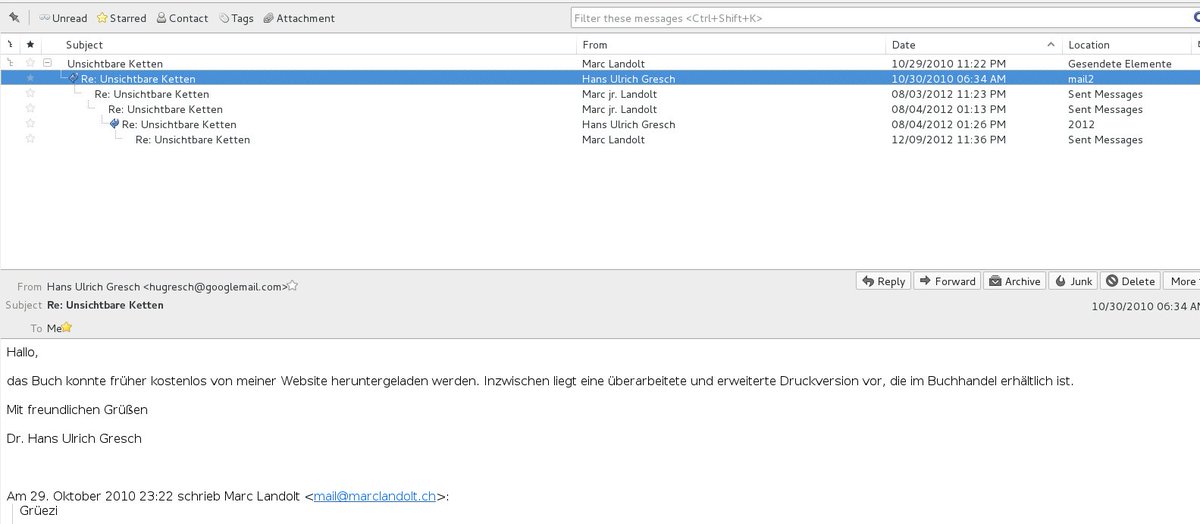 Unread Starred Contact Tags Attachment Filter these messages <Ctrl+Shift+K>
Subject From Date Location
Unsichtbare Ketten Marc Landolt 10/29/2010 11:22 PM Gesendete Elemente
Re: Unsichtbare Ketten Hans Ulrich Gresch 10/30/2010 06:34 AM mail2
Re: Unsichtbare Ketten Marc jr. Landolt 08/03/2012 11:23 PM Sent Messages
Re: Unsichtbare Ketten Marc jr. Landolt 08/04/2012 01:13 PM Sent Messages
Re: Unsichtbare Ketten Hans Ulrich Gresch 08/04/2012 01:26 PM 2012
Re: Unsichtbare Ketten Marc Landolt 12/09/2012 11:36 PM Sent Messages
From Hans Ulrich Gresch <hugresch@googlemail.com> Reply Forward Archive Junk Delete More
Subject Re: Unsichtbare Ketten 10/30/2010 06:34 AM
To Me
Hallo,
das Buch konnte früher kostenlos von meiner Website heruntergeladen werden. Inzwischen liegt eine überarbeitete und erweiterte Druckversion vor, die im Buchhandel erhältlich ist.
Mit freundlichen Grüßen
Dr. Hans Ulrich Gresch
Am 29. Oktober 2010 23:22 schrieb Marc Landolt <mail@marclandolt.ch>:
Grüezi